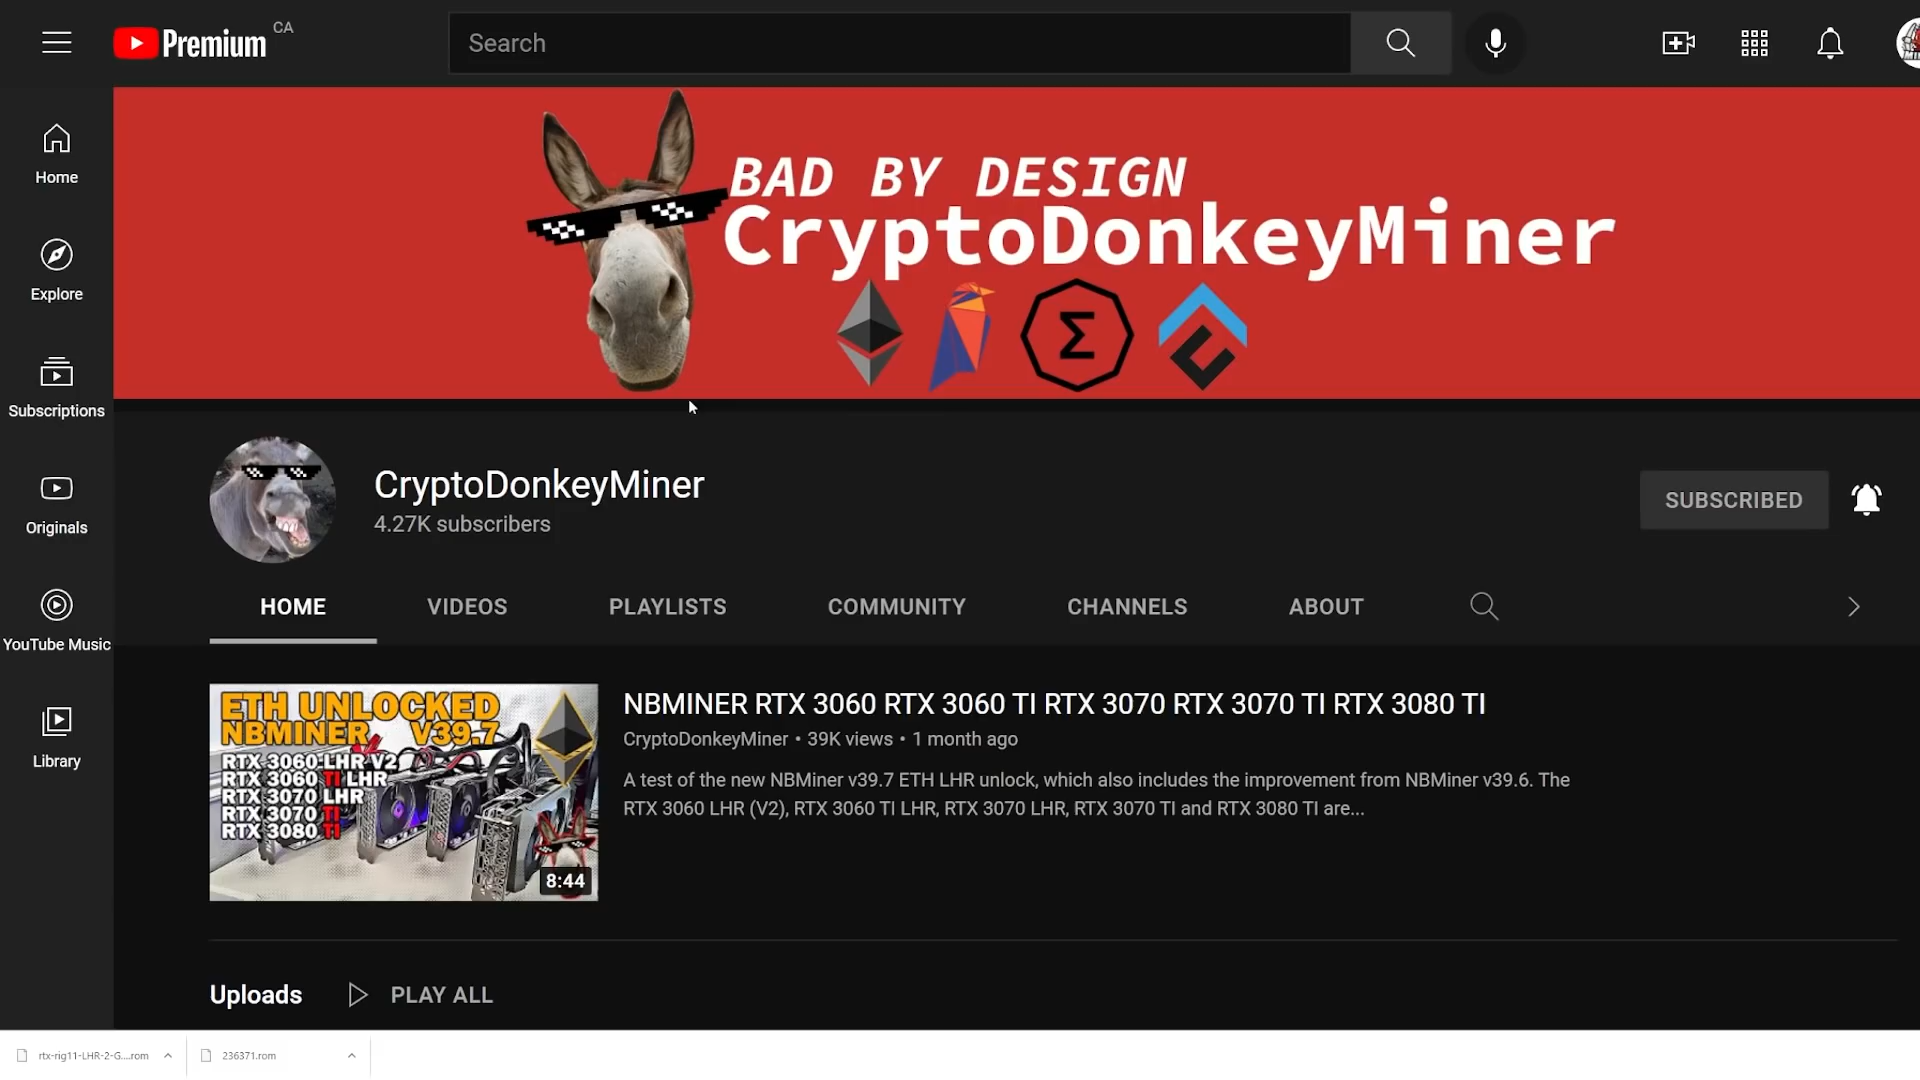 Premium
CA
Search
Home
Explore
Subscriptions
Originals
YouTube Music
Library
BAD BY DESIGN
CryptoDonkeyMiner
CryptoDonkeyMiner
4.27K subscribers
SUBSCRIBED
HOME
VIDEOS
PLAYLISTS
COMMUNITY
CHANNELS
ABOUT
ETH UNLOCKED
NBMINER V39.7
RTX 3060 LHR V2
RTX 3060 TI LHR
RTX 3070 LHR
RTX 3070 TI
RTX 3080 TI
8:44
NBMINER RTX 3060 RTX 3060 TI RTX 3070 RTX 3070 TI RTX 3080 TI
CryptoDonkeyMiner • 39K views • 1 month ago
A test of the new NBMiner v39.7 ETH LHR unlock, which also includes the improvement from NBMiner v39.6. The
RTX 3060 LHR (V2), RTX 3060 TI LHR, RTX 3070 LHR, RTX 3070 TI and RTX 3080 TI are...
Uploads
PLAY ALL
rtx-rig11-LHR-2-G....rom
236371.rom